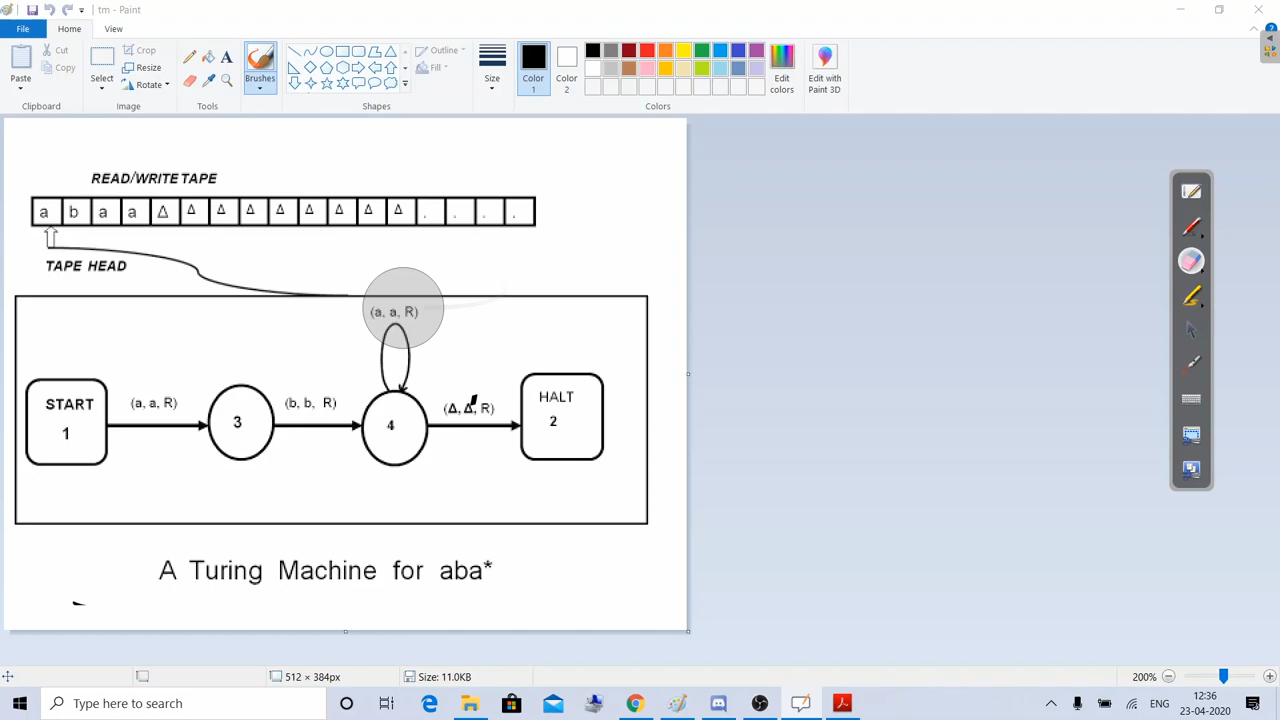 tm - Paint
File Home View
Paste
Cut
Copy
Clipboard
Select
Crop
Resize
Rotate
Image
Tools
Brushes
Shapes
Outline
Fill
Size
Color 1
Color 2
Edit colors
Colors
Edit with Paint 3D
READ/WRITE TAPE
a b a a Δ Δ Δ Δ Δ Δ Δ Δ Δ . . . .
TAPE HEAD
(a, a, R)
START 1
(a, a, R)
3
(b, b, R)
4
(Δ, Δ, R)
HALT 2
A Turing Machine for aba*
512 × 384px
Size: 11.0KB
200%
Type here to search
ENG
12:36
23-04-2020